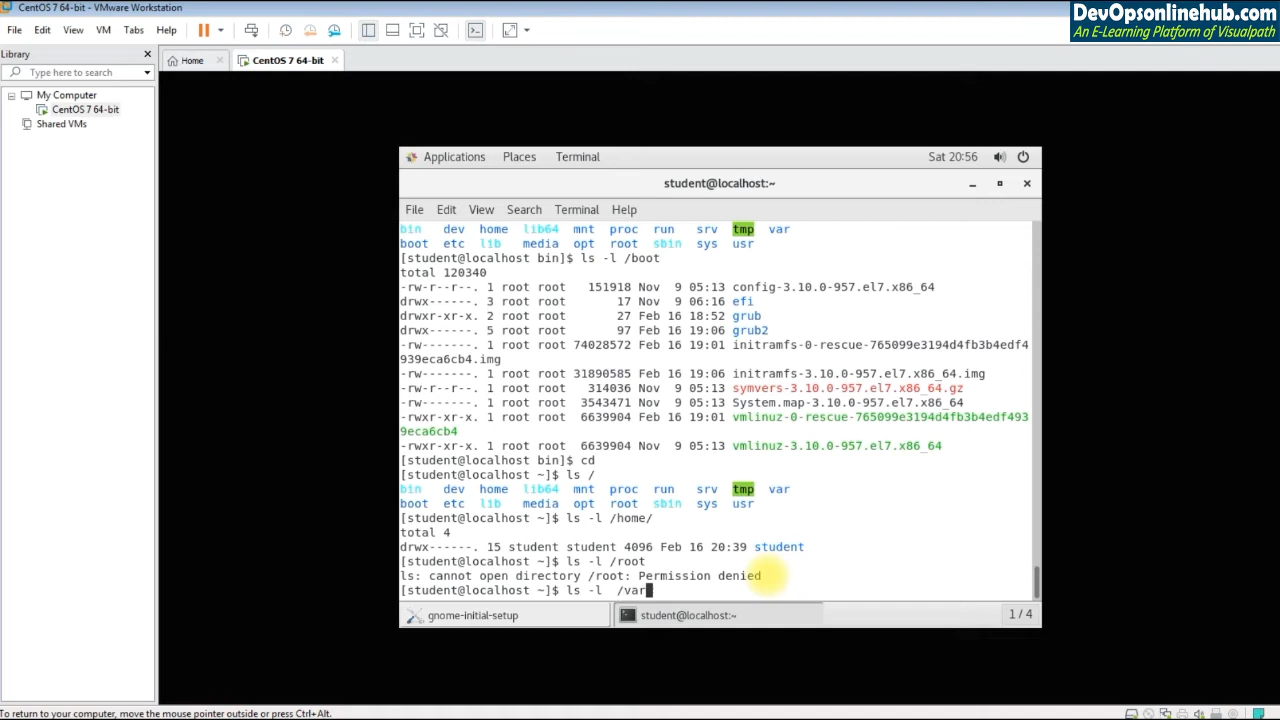 CentOS 7 64-bit - VMware Workstation
DevOpsonlinehub.com
An E-Learning Platform of Visualpath
File Edit View VM Tabs Help
Library
Home
CentOS 7 64-bit
Type here to search
My Computer
CentOS 7 64-bit
Shared VMs
Applications Places Terminal Sat 20:56
student@localhost:~
File Edit View Search Terminal Help
bin dev home lib64 mnt proc run srv tmp var
boot etc lib media opt root sbin sys usr
[student@localhost bin]$ ls -l /boot
total 120340
-rw-r--r--. 1 root root 151918 Nov 9 05:13 config-3.10.0-957.el7.x86_64
drwx------. 3 root root 17 Nov 9 06:16 efi
drwxr-xr-x. 2 root root 27 Feb 16 18:52 grub
drwx------. 5 root root 97 Feb 16 19:06 grub2
-rw-------. 1 root root 74028572 Feb 16 19:01 initramfs-0-rescue-765099e3194d4fb3b4edf4
939eca6cb4.img
-rw-------. 1 root root 31890585 Feb 16 19:06 initramfs-3.10.0-957.el7.x86_64.img
-rw-r--r--. 1 root root 314036 Nov 9 05:13 symvers-3.10.0-957.el7.x86_64.gz
-rw-------. 1 root root 3543471 Nov 9 05:13 System.map-3.10.0-957.el7.x86_64
-rwxr-xr-x. 1 root root 6639904 Feb 16 19:01 vmlinuz-0-rescue-765099e3194d4fb3b4edf493
9eca6cb4
-rwxr-xr-x. 1 root root 6639904 Nov 9 05:13 vmlinuz-3.10.0-957.el7.x86_64
[student@localhost bin]$ cd
[student@localhost ~]$ ls /
bin dev home lib64 mnt proc run srv tmp var
boot etc lib media opt root sbin sys usr
[student@localhost ~]$ ls -l /home/
total 4
drwx------. 15 student student 4096 Feb 16 20:39 student
[student@localhost ~]$ ls -l /root
ls: cannot open directory /root: Permission denied
[student@localhost ~]$ ls -l  /var
gnome-initial-setup
student@localhost:~
1 / 4
To return to your computer, move the mouse pointer outside or press Ctrl+Alt.